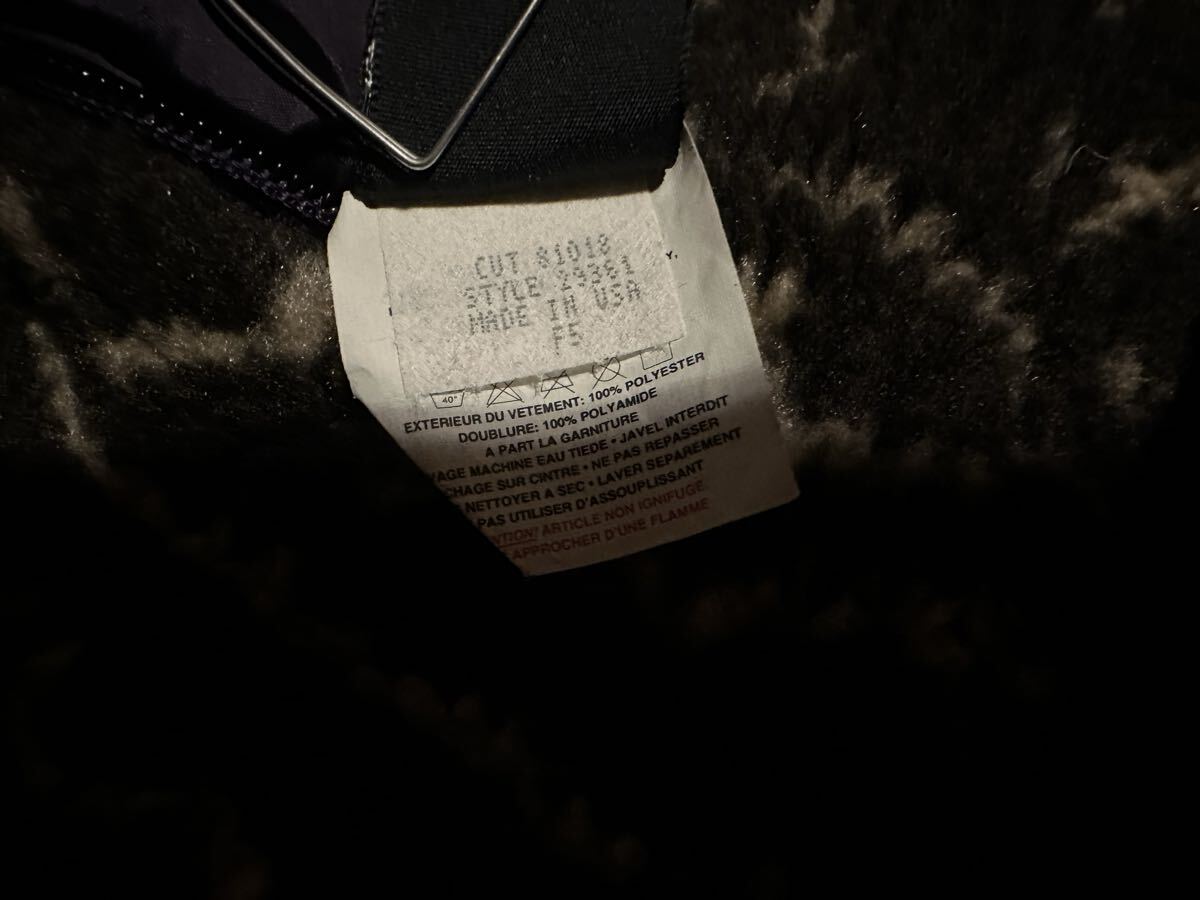 CUT 81018
STYLE 29361
MADE IN USA
F5
Y,
40°
EXTERIEUR DU VETEMENT: 100% POLYESTER
DOUBLURE: 100% POLYAMIDE
A PART LA GARNITURE
MACHINE EAU TIEDE • JAVEL INTERDIT
SUR CINTRE • NE PAS REPASSER
NETTOYER A SEC • LAVER SEPAREMENT
PAS UTILISER D'ASSOUPLISSANT
ARTICLE NON IGNIFUGE.
APPROCHER D'UNE FLAMME